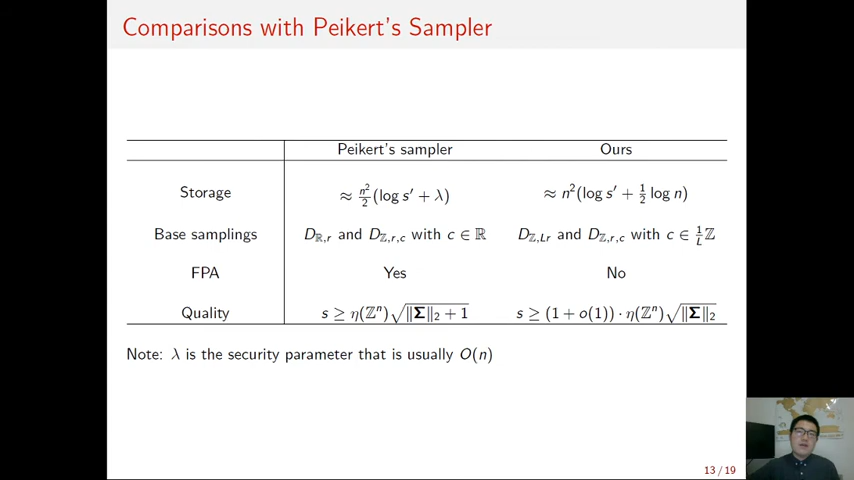 Comparisons with Peikert's Sampler
Peikert's sampler Ours
Storage ≈ n²/2 (log s′ + λ) ≈ n²(log s′ + 1/2 log n)
Base samplings D_ℝ,r and D_ℤ,r,c with c ∈ ℝ D_ℤ,Lr and D_ℤ,r,c with c ∈ 1/L ℤ
FPA Yes No
Quality s ≥ η(ℤⁿ)√(‖Σ‖₂ + 1) s ≥ (1 + o(1)) · η(ℤⁿ)√‖Σ‖₂
Note: λ is the security parameter that is usually O(n)
13 / 19